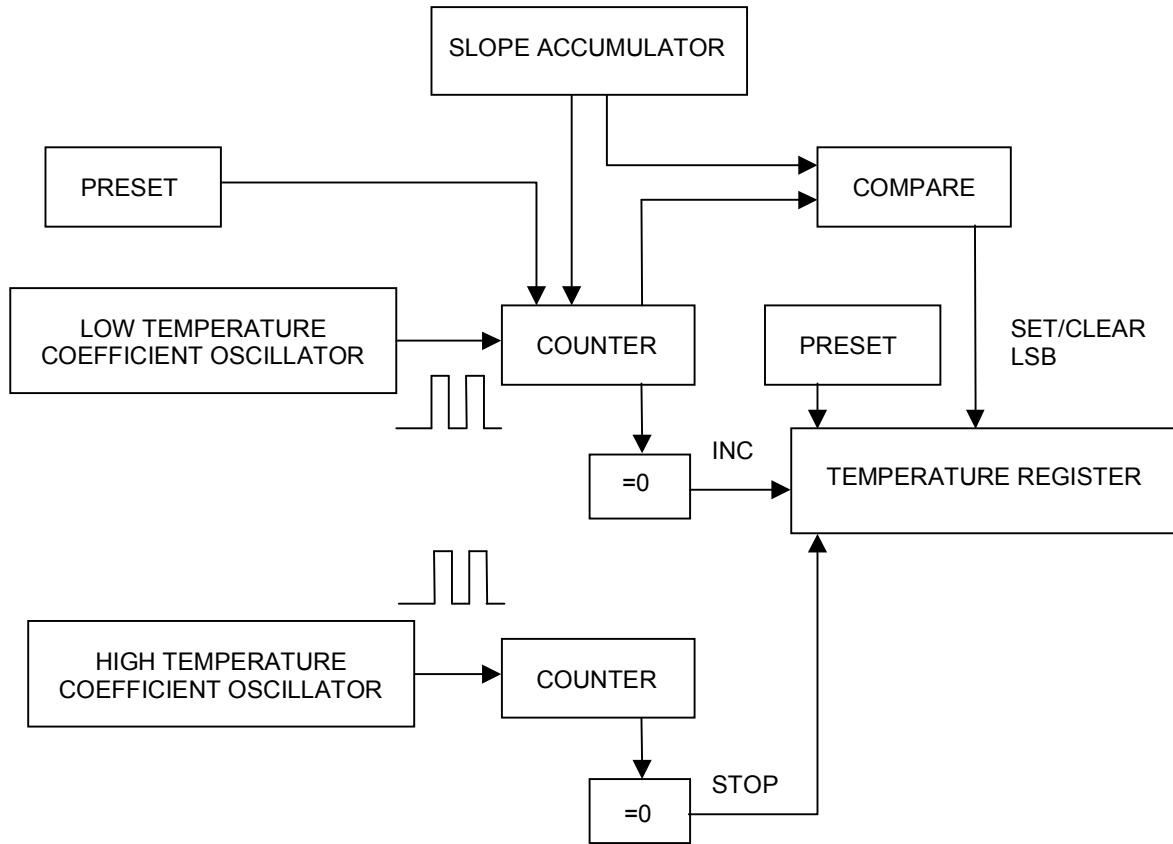 SLOPE ACCUMULATOR
PRESET
COMPARE
LOW TEMPERATURE
COEFFICIENT OSCILLATOR
COUNTER
PRESET
SET/CLEAR
LSB
INC
=0
TEMPERATURE REGISTER
HIGH TEMPERATURE
COEFFICIENT OSCILLATOR
COUNTER
STOP
=0